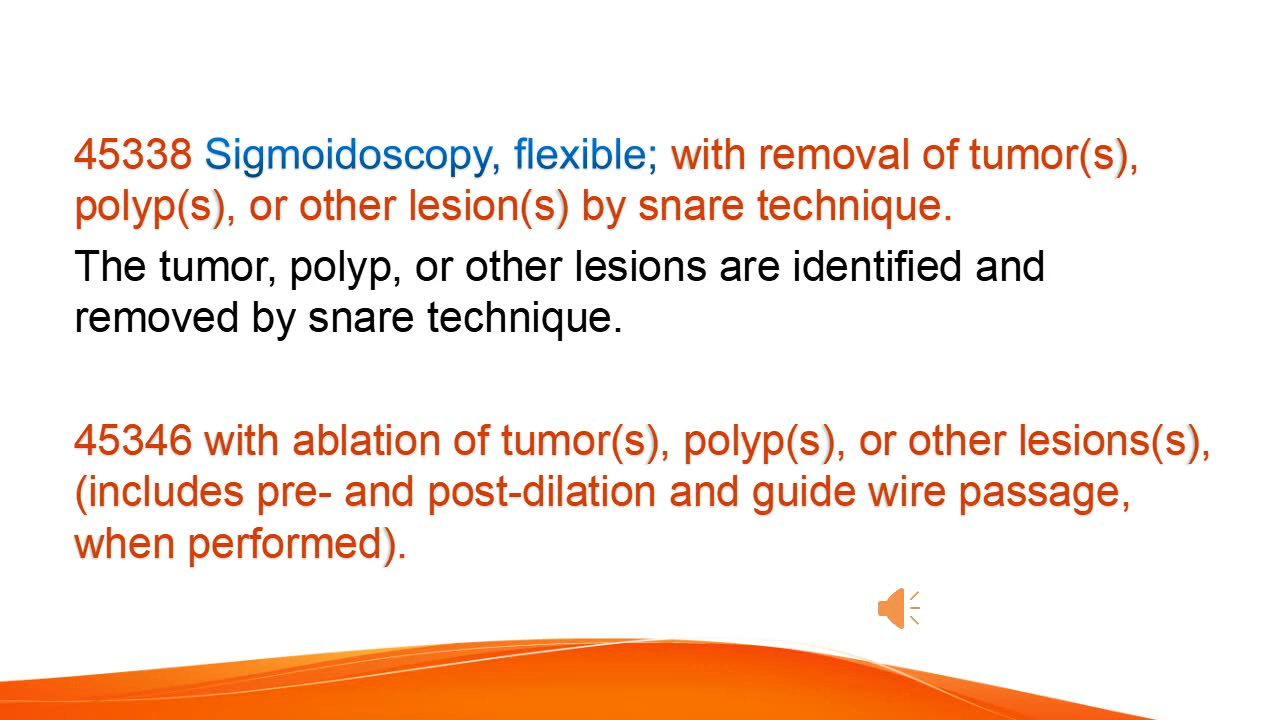 45338 Sigmoidoscopy, flexible; with removal of tumor(s),
polyp(s), or other lesion(s) by snare technique.
The tumor, polyp, or other lesions are identified and
removed by snare technique.
45346 with ablation of tumor(s), polyp(s), or other lesions(s),
(includes pre- and post-dilation and guide wire passage,
when performed).